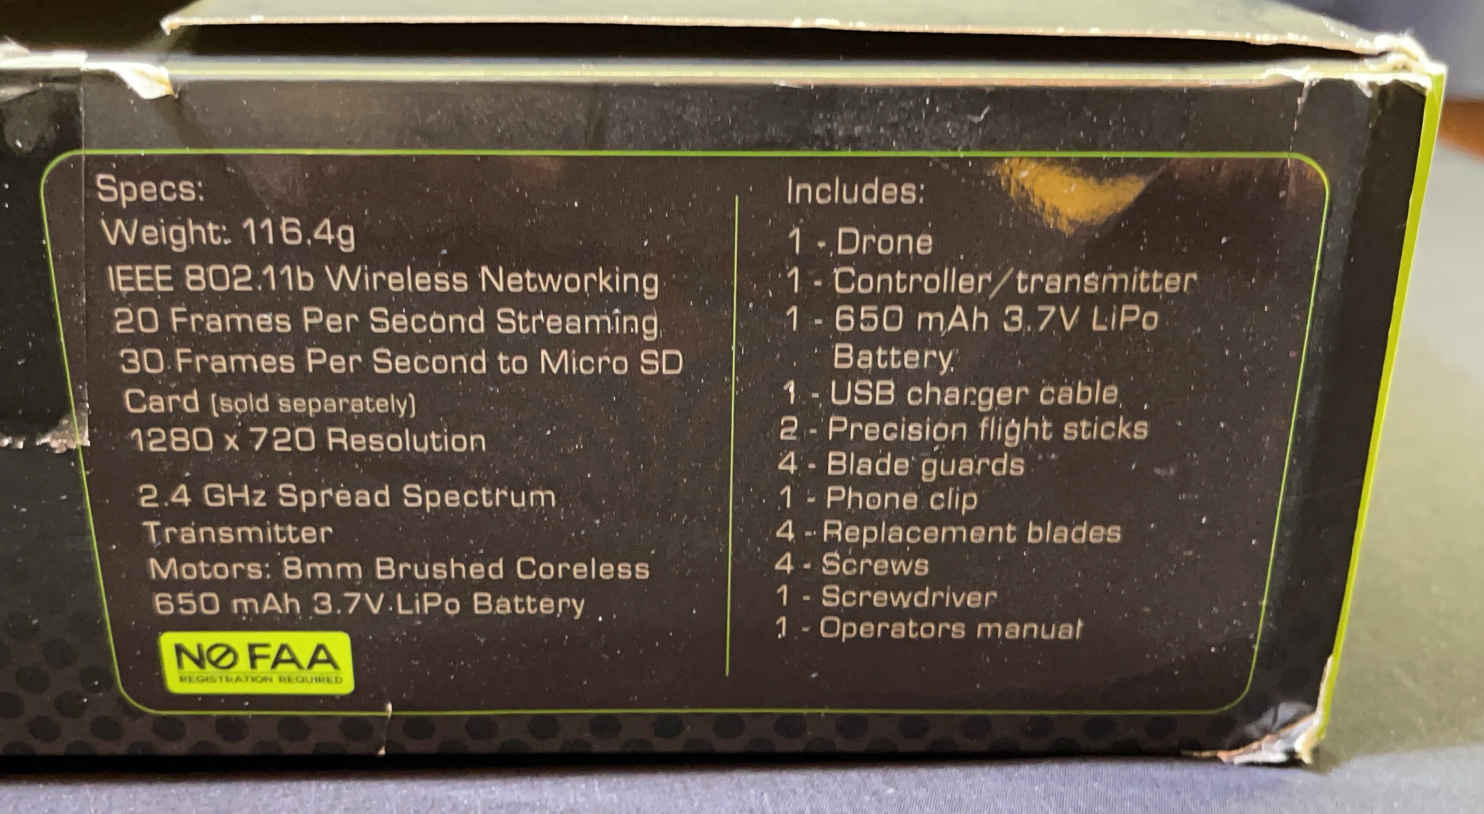 Specs:
Weight: 116.4g
IEEE 802.11b Wireless Networking
20 Frames Per Second Streaming
30 Frames Per Second to Micro SD
Card (sold separately)
1280 x 720 Resolution
2.4 GHz Spread Spectrum
Transmitter
Motors: 8mm Brushed Coreless
650 mAh 3.7V LiPo Battery
NO FAA
REGISTRATION REQUIRED
Includes:
1 - Drone
1 - Controller/transmitter
1 - 650 mAh 3.7V LiPo
Battery
1 - USB charger cable
2 - Precision flight sticks
4 - Blade guards
1 - Phone clip
4 - Replacement blades
4 - Screws
1 - Screwdriver
1 - Operators manual